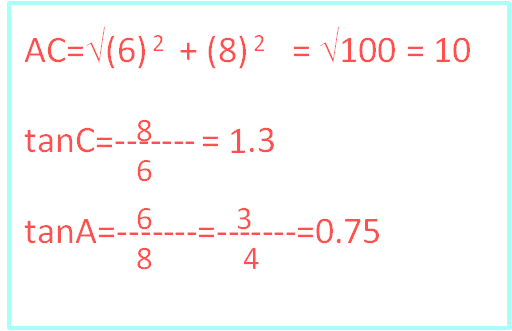 AC=√(6)² + (8)² = √100 = 10
8
tanC=-------- = 1.3
6
6 3
tanA=--------=--------=0.75
8 4